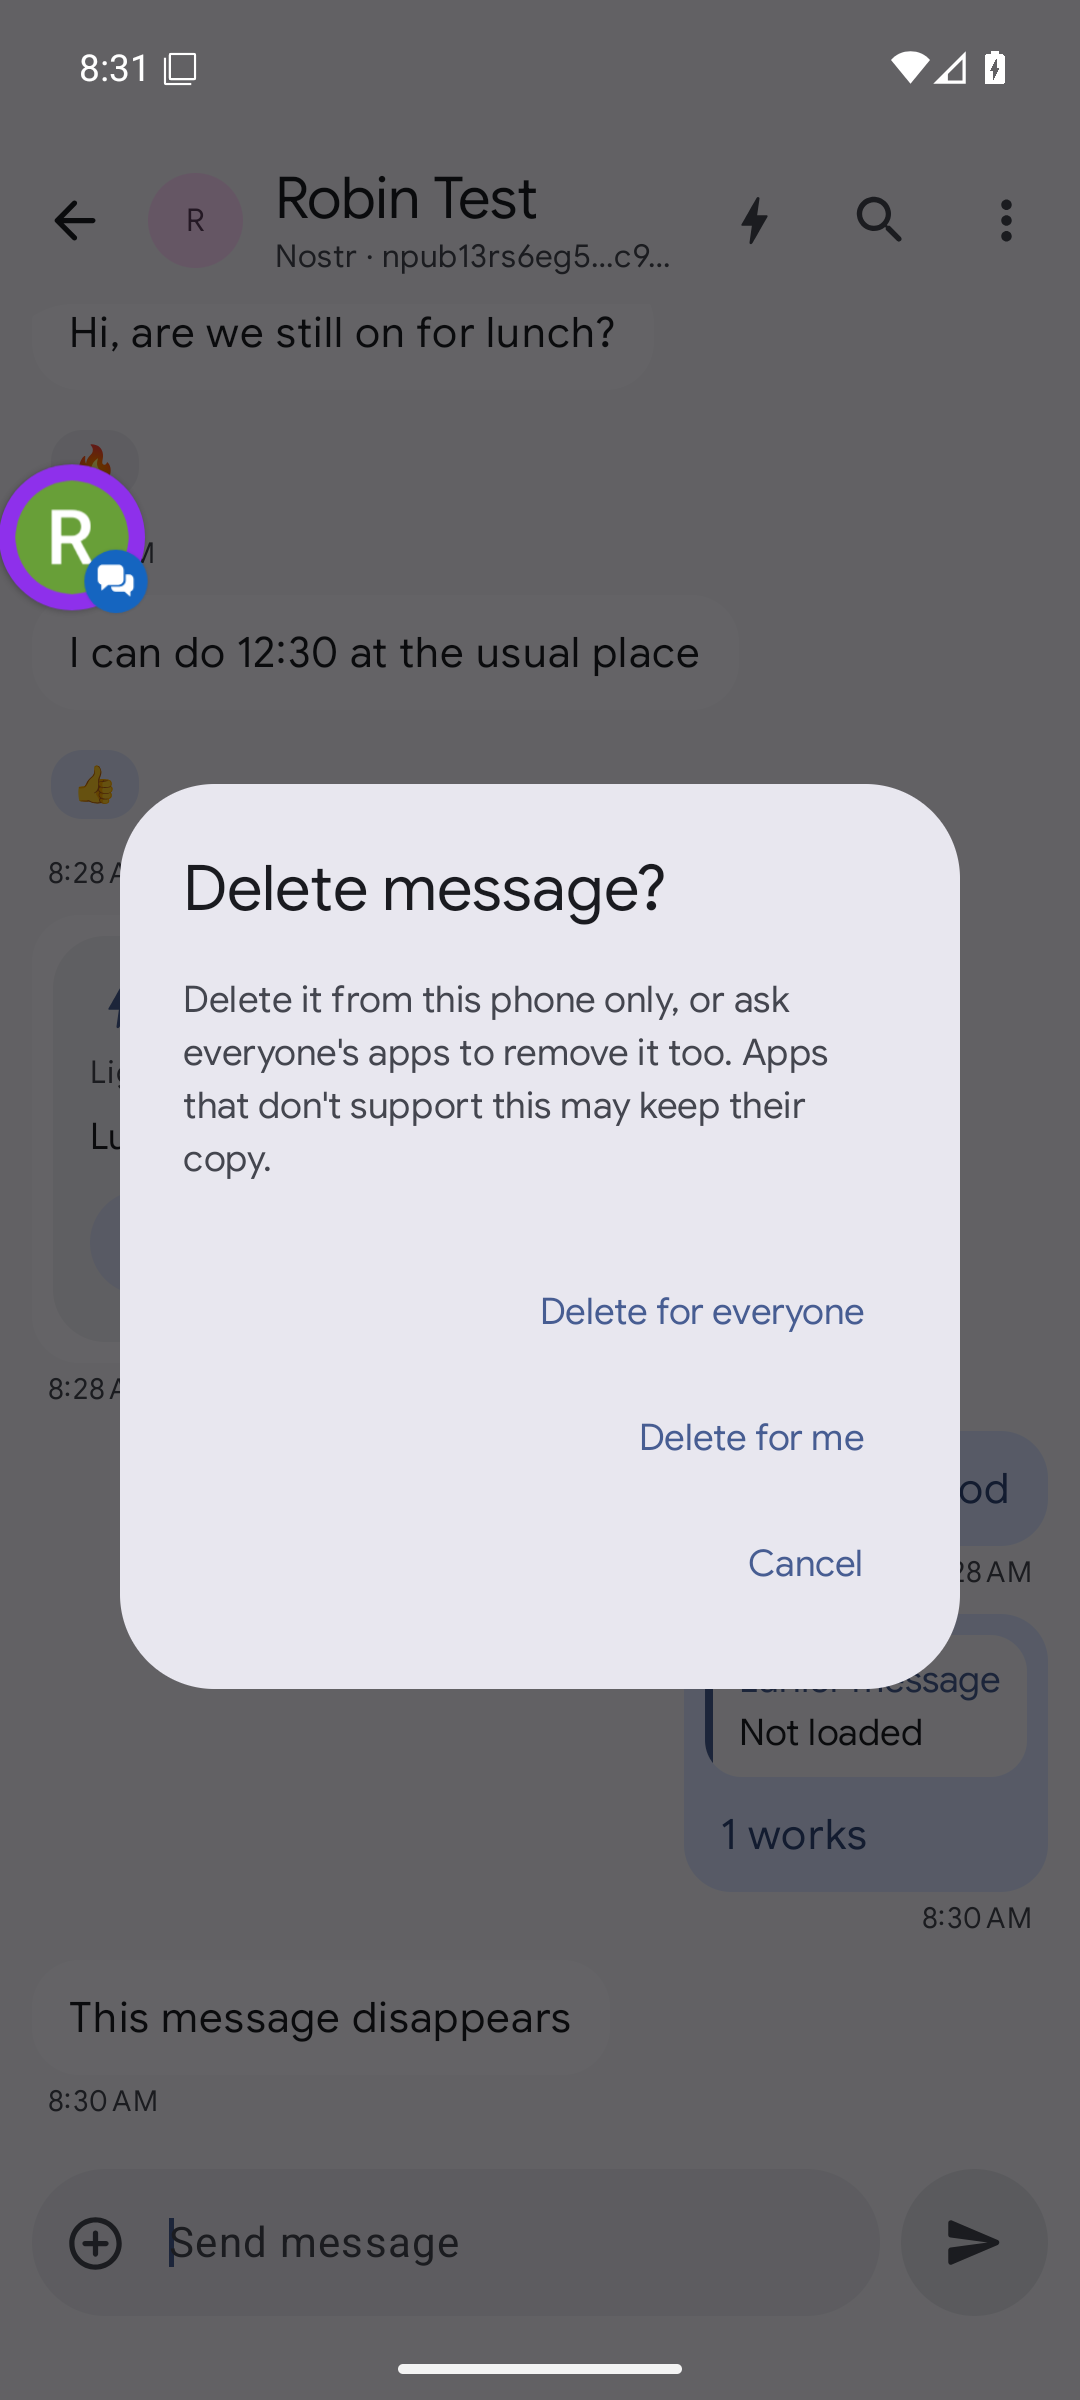 8:31
R
Robin Test
Nostr · npub13rs6eg5...c9...
Hi, are we still on for lunch?
R
I can do 12:30 at the usual place
8:28
Delete message?
Delete it from this phone only, or ask
everyone's apps to remove it too. Apps
that don't support this may keep their
copy.
Delete for everyone
Delete for me
Cancel
8:28
28 AM
message
Not loaded
1 works
8:30 AM
This message disappears
8:30 AM
Send message